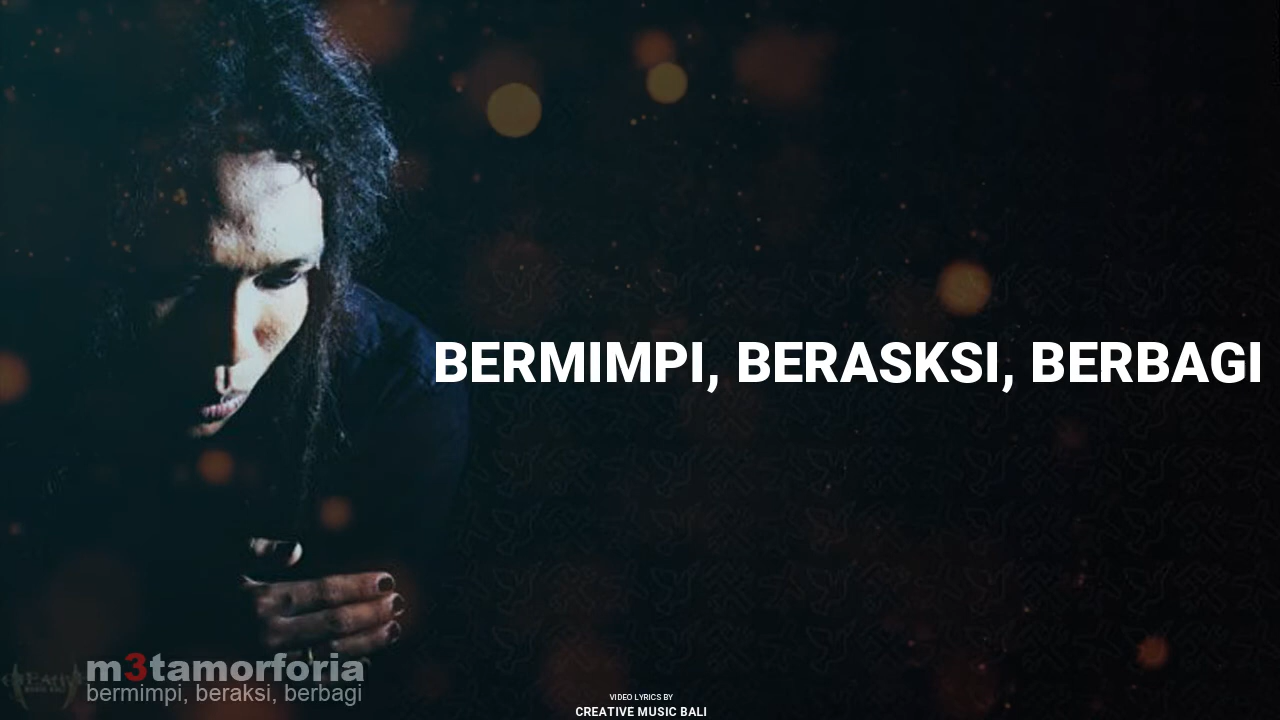 BERMIMPI, BERASKSI, BERBAGI
m3tamorforia
bermimpi, beraksi, berbagi
VIDEO LYRICS BY
CREATIVE MUSIC BALI